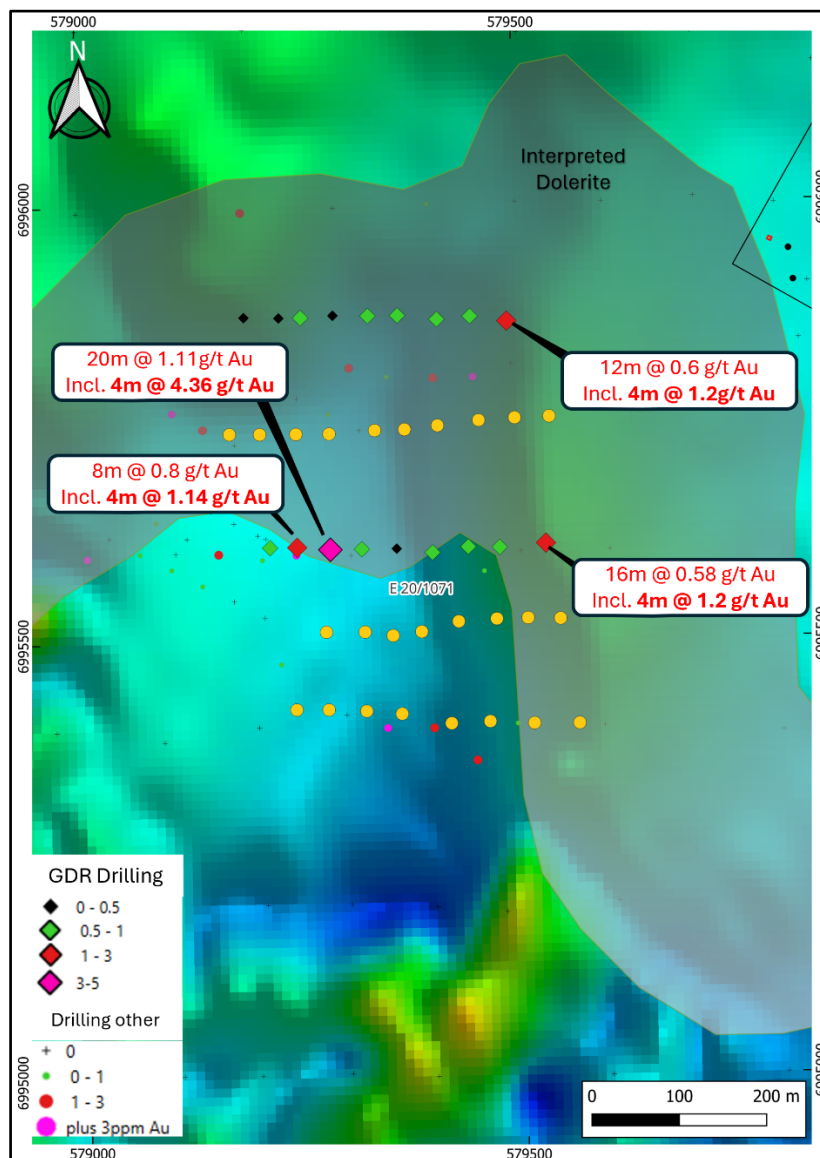 579000
579500
N
Interpreted
Dolerite
6996000
6996000
20m @ 1.11g/t Au
Incl. 4m @ 4.36 g/t Au
12m @ 0.6 g/t Au
Incl. 4m @ 1.2g/t Au
8m @ 0.8 g/t Au
Incl. 4m @ 1.14 g/t Au
16m @ 0.58 g/t Au
Incl. 4m @ 1.2 g/t Au
E 20/1071
6995500
6995500
GDR Drilling
0 - 0.5
0.5 - 1
1 - 3
3-5
Drilling other
0
0 - 1
1 - 3
plus 3ppm Au
6995000
6995000
0 100 200 m
579000
579500